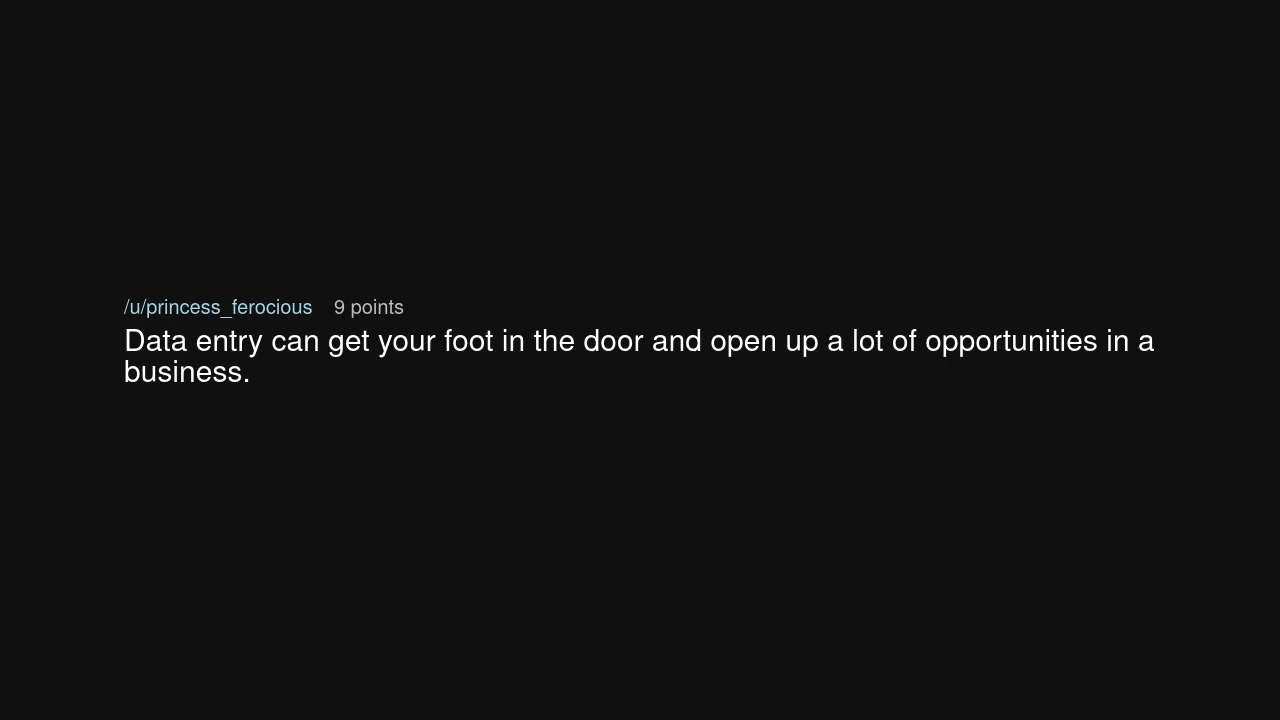 /u/princess_ferocious 9 points
Data entry can get your foot in the door and open up a lot of opportunities in a
business.